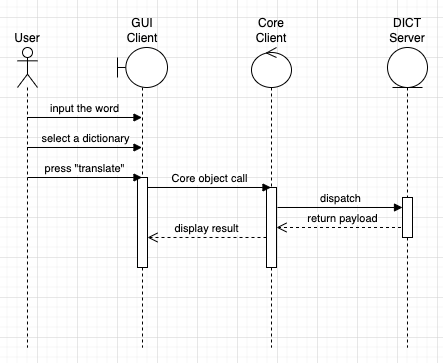 User
GUI
Client
Core
Client
DICT
Server
input the word
select a dictionary
press "translate"
Core object call
dispatch
return payload
display result